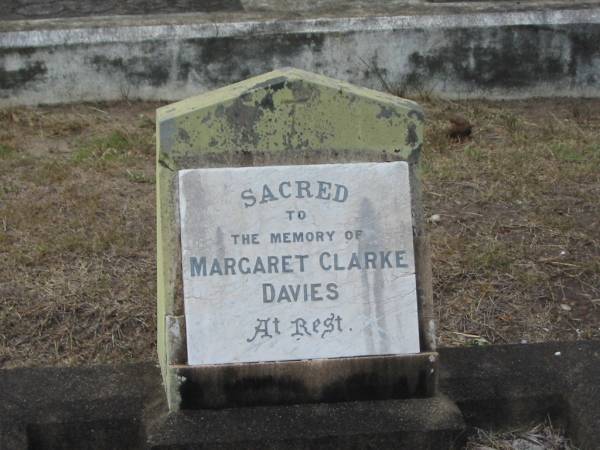 SACRED
TO
THE MEMORY OF
MARGARET CLARKE
DAVIES
At Rest.